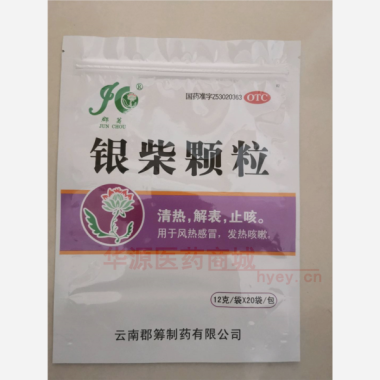 国药准字Z53020363 OTC
JC®
郡筹
JUN CHOU
银柴颗粒
清热,解表,止咳。
用于风热感冒,发热咳嗽。
华源医药商城
hyey.cn
12克/袋X20袋/包
云南郡筹制药有限公司